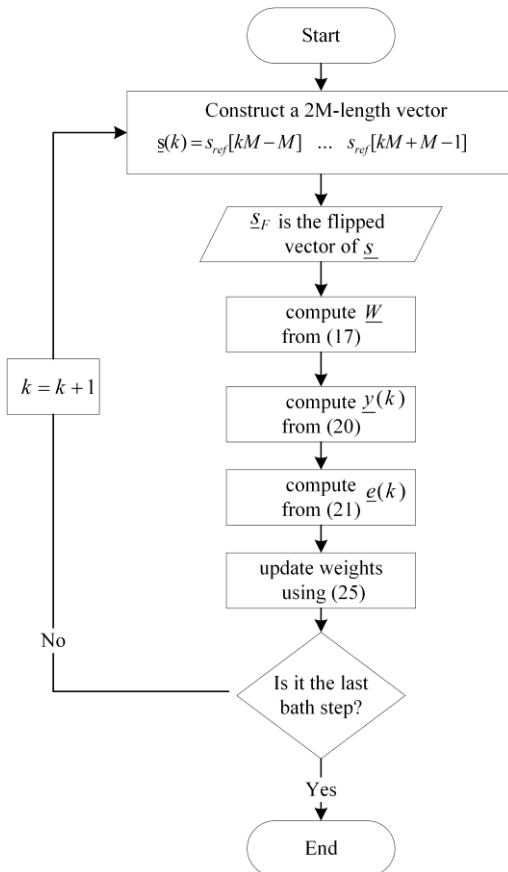 Start
Construct a 2M-length vector
s(k) = s_ref[kM − M] ... s_ref[kM + M − 1]
s_F is the flipped
vector of s
compute W
from (17)
compute y(k)
from (20)
k = k + 1
compute e(k)
from (21)
update weights
using (25)
No
Is it the last
bath step?
Yes
End